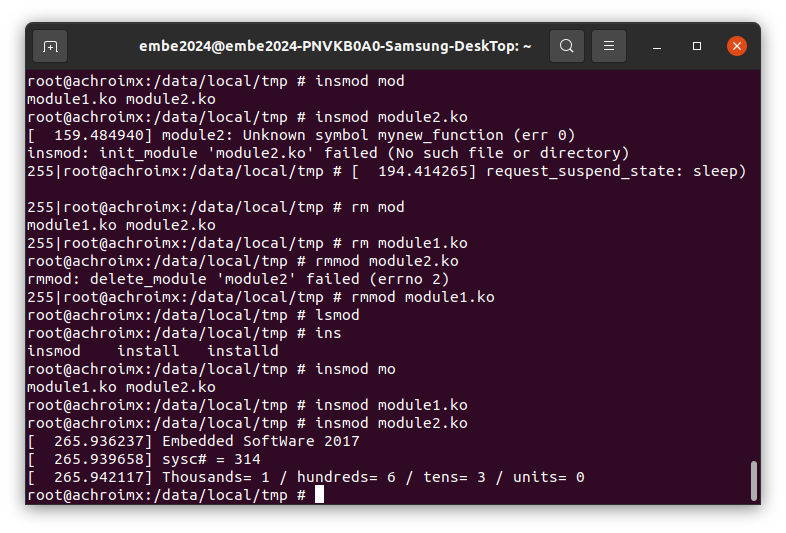 embe2024@embe2024-PNVKB0A0-Samsung-DeskTop: ~
root@achroimx:/data/local/tmp # insmod mod
module1.ko module2.ko
root@achroimx:/data/local/tmp # insmod module2.ko
[  159.484940] module2: Unknown symbol mynew_function (err 0)
insmod: init_module 'module2.ko' failed (No such file or directory)
255|root@achroimx:/data/local/tmp # [  194.414265] request_suspend_state: sleep)
255|root@achroimx:/data/local/tmp # rm mod
module1.ko module2.ko
255|root@achroimx:/data/local/tmp # rm module1.ko
root@achroimx:/data/local/tmp # rmmod module2.ko
rmmod: delete_module 'module2' failed (errno 2)
255|root@achroimx:/data/local/tmp # rmmod module1.ko
root@achroimx:/data/local/tmp # lsmod
root@achroimx:/data/local/tmp # ins
insmod    install   installd
root@achroimx:/data/local/tmp # insmod mo
module1.ko module2.ko
root@achroimx:/data/local/tmp # insmod module1.ko
root@achroimx:/data/local/tmp # insmod module2.ko
[  265.936237] Embedded SoftWare 2017
[  265.939658] sysc# = 314
[  265.942117] Thousands= 1 / hundreds= 6 / tens= 3 / units= 0
root@achroimx:/data/local/tmp #